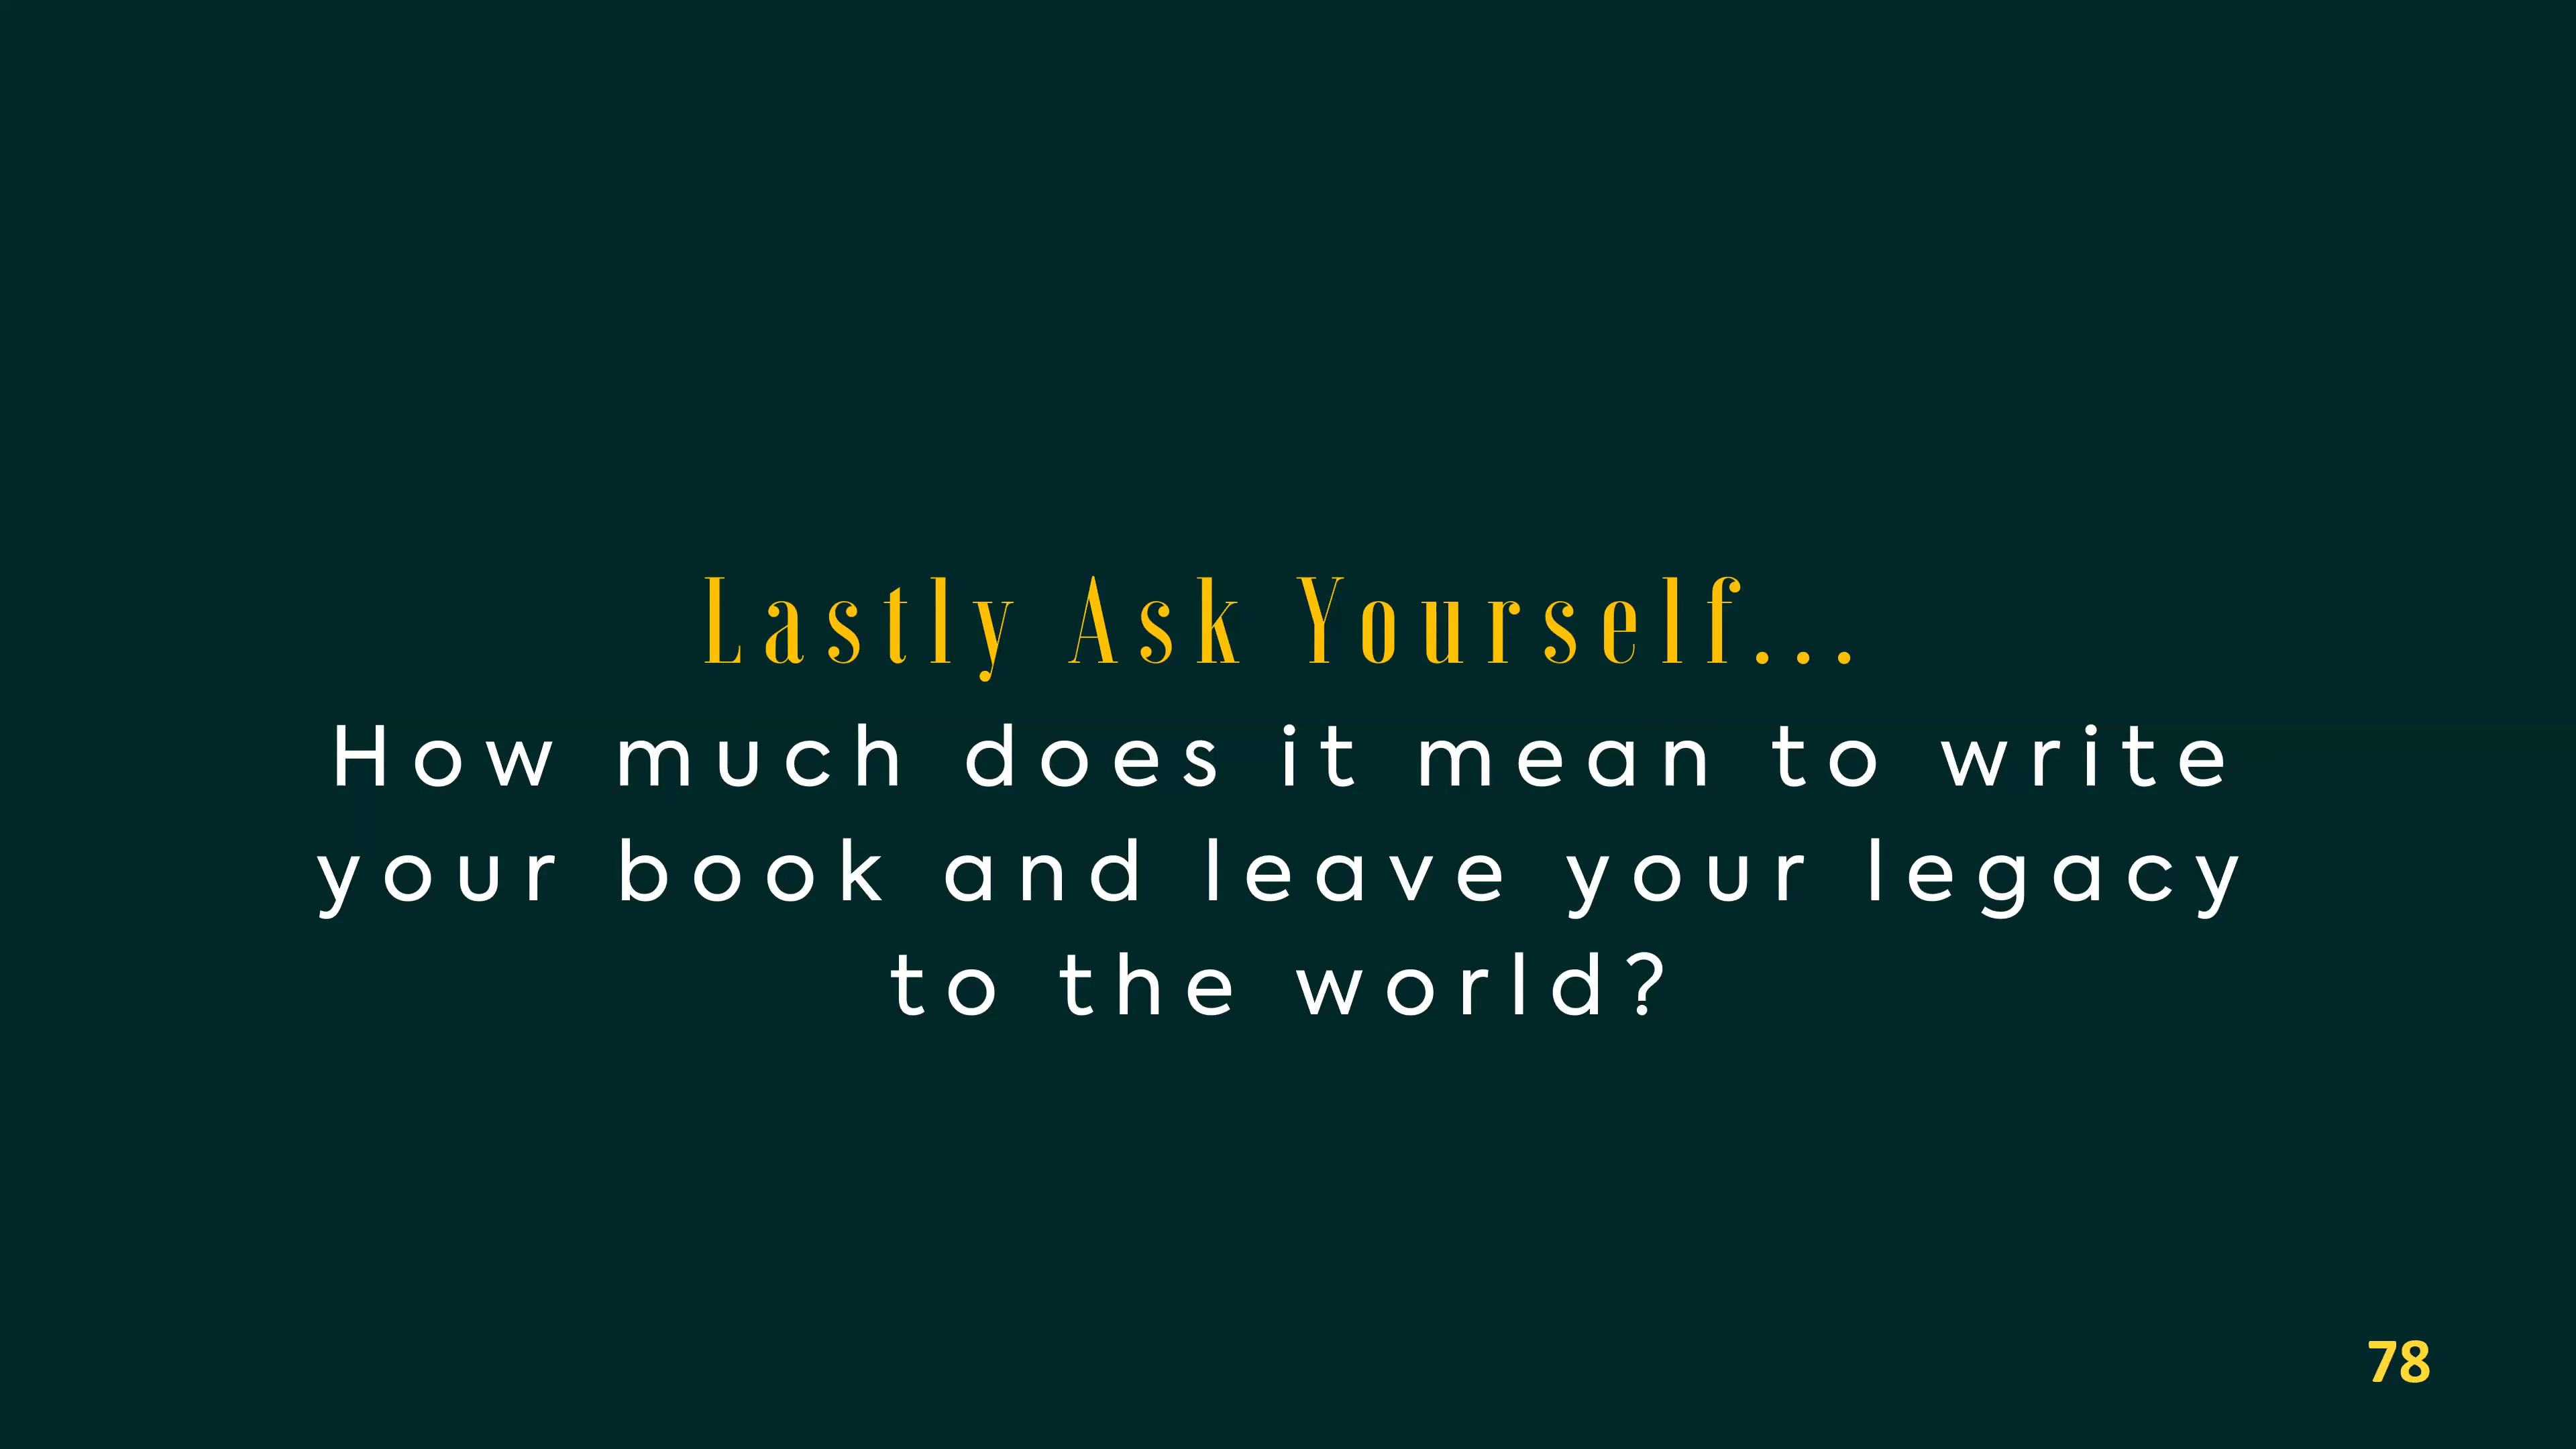 Lastly Ask Yourself...
How much does it mean to write
your book and leave your legacy
to the world?
78